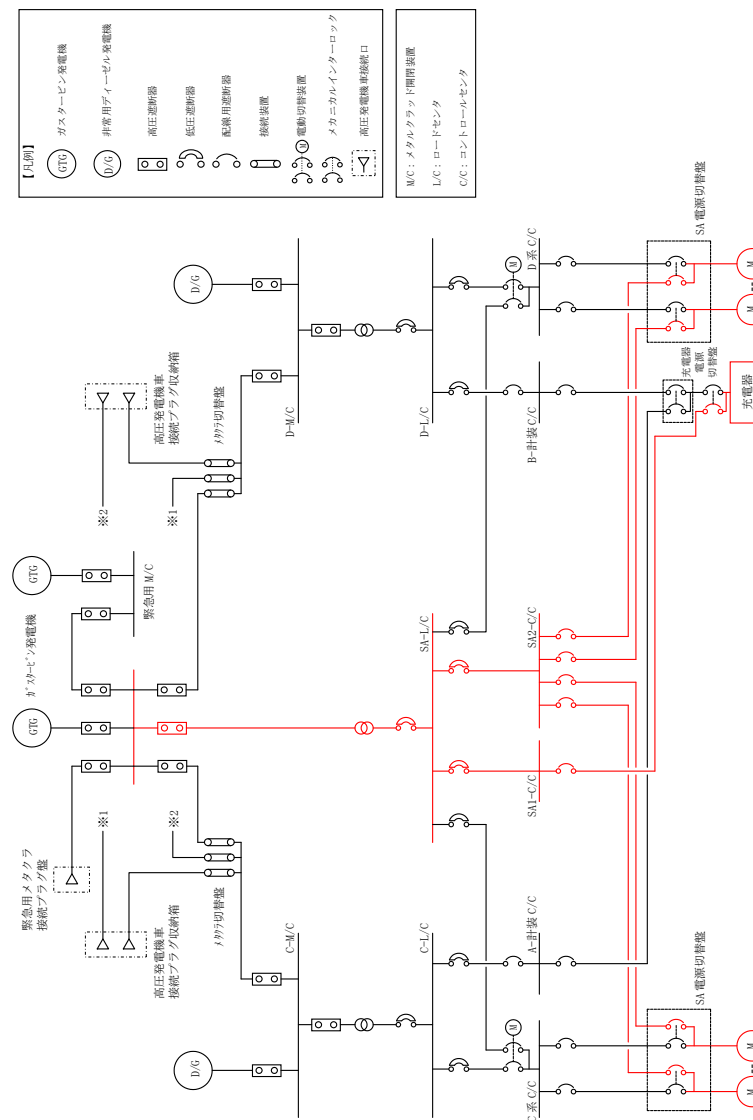 【凡例】
GTG
ガスタービン発電機
D/G
非常用ディーゼル発電機
高圧遮断器
低圧遮断器
配線用遮断器
接続装置
M
電動切替装置
メカニカルインターロック
高圧発電機車接続口
M/C：メタルクラッド開閉装置
L/C：ロードセンタ
C/C：コントロールセンタ
緊急用メタクラ
接続プラグ盤
GTG
ｶﾞｽﾀｰﾋﾞﾝ発電機
GTG
緊急用 M/C
※1
※2
高圧発電機車
接続プラグ収納箱
ﾒﾀｸﾗ切替盤
※2
※1
高圧発電機車
接続プラグ収納箱
ﾒﾀｸﾗ切替盤
D/G
C-M/C
D/G
D-M/C
C-L/C
SA-L/C
D-L/C
M
C系 C/C
A-計装 C/C
SA1-C/C
SA2-C/C
B-計装 C/C
M
D系 C/C
SA 電源切替盤
M
M
充電器
電源
切替盤
充電器
SA 電源切替盤
M
M